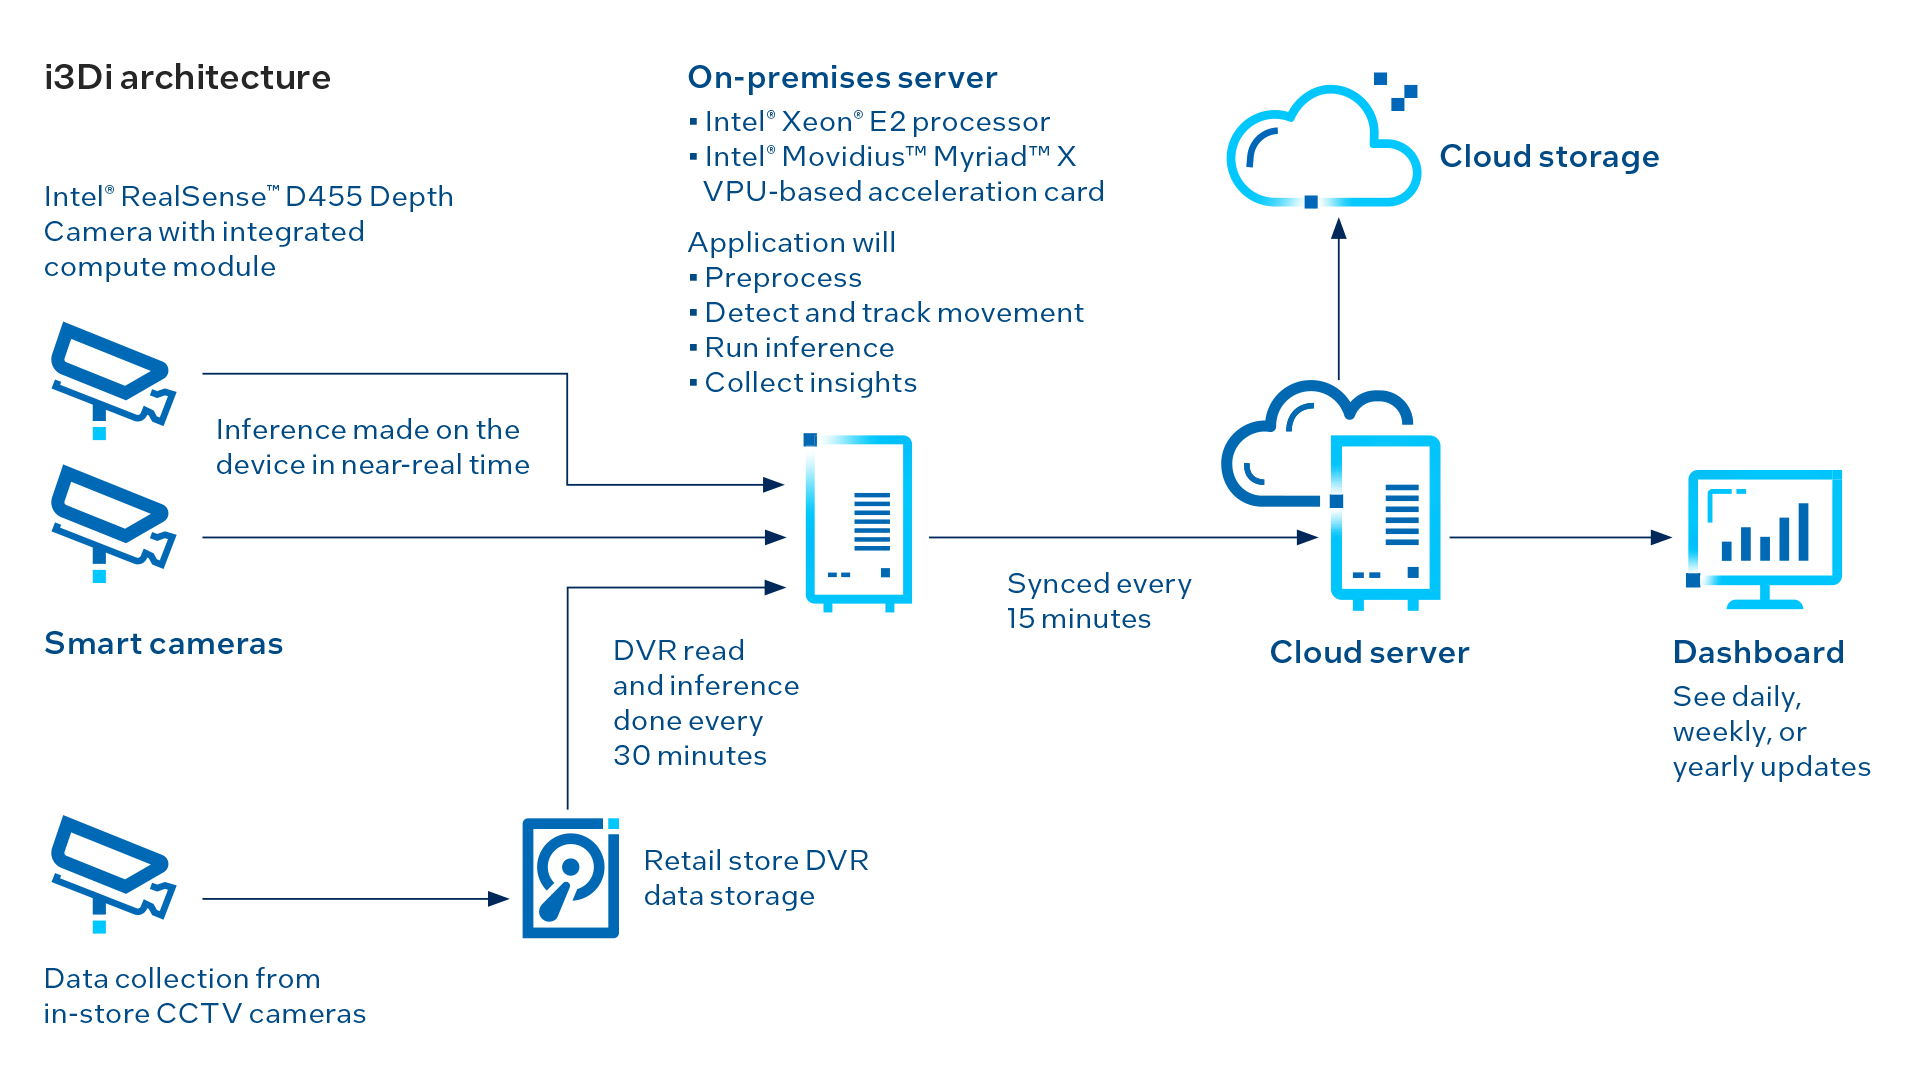 i3Di architecture
Intel® RealSense™ D455 Depth
Camera with integrated
compute module
Inference made on the
device in near-real time
Smart cameras
Data collection from
in-store CCTV cameras
Retail store DVR
data storage
DVR read
and inference
done every
30 minutes
On-premises server
▪ Intel® Xeon® E2 processor
▪ Intel® Movidius™ Myriad™ X
VPU-based acceleration card
Application will
▪ Preprocess
▪ Detect and track movement
▪ Run inference
▪ Collect insights
Synced every
15 minutes
Cloud storage
Cloud server
Dashboard
See daily,
weekly, or
yearly updates